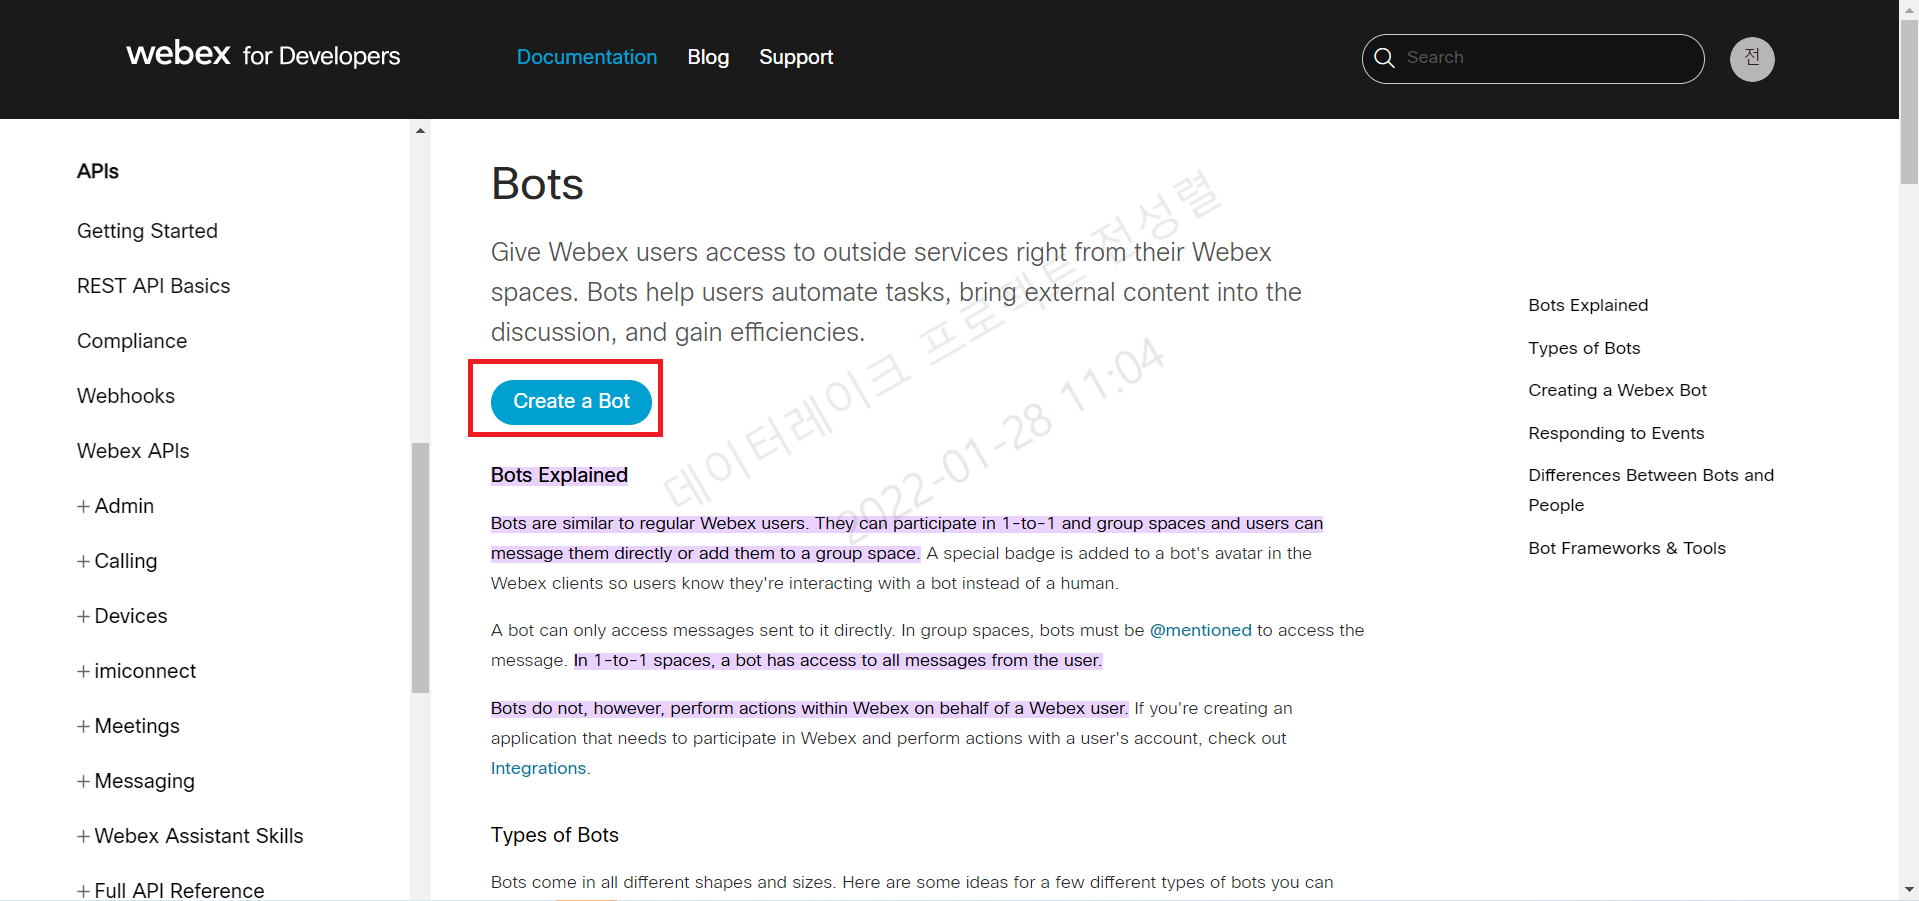 webex for Developers
Documentation
Blog
Support
Search
전
APIs
Getting Started
REST API Basics
Compliance
Webhooks
Webex APIs
+ Admin
+ Calling
+ Devices
+ imiconnect
+ Meetings
+ Messaging
+ Webex Assistant Skills
+ Full API Reference
Bots
Give Webex users access to outside services right from their Webex
spaces. Bots help users automate tasks, bring external content into the
discussion, and gain efficiencies.
Create a Bot
Bots Explained
Bots are similar to regular Webex users. They can participate in 1-to-1 and group spaces and users can
message them directly or add them to a group space. A special badge is added to a bot's avatar in the
Webex clients so users know they're interacting with a bot instead of a human.
A bot can only access messages sent to it directly. In group spaces, bots must be @mentioned to access the
message. In 1-to-1 spaces, a bot has access to all messages from the user.
Bots do not, however, perform actions within Webex on behalf of a Webex user. If you're creating an
application that needs to participate in Webex and perform actions with a user's account, check out
Integrations.
Types of Bots
Bots come in all different shapes and sizes. Here are some ideas for a few different types of bots you can
데이터레이크 프로젝트 전성렬
2022-01-28 11:04
Bots Explained
Types of Bots
Creating a Webex Bot
Responding to Events
Differences Between Bots and
People
Bot Frameworks & Tools